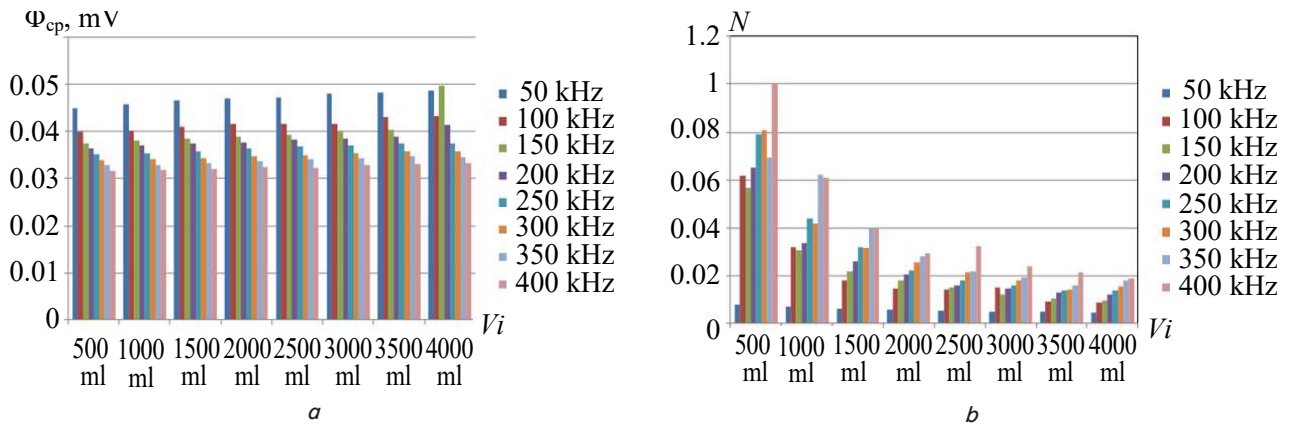 Φcp, mV
0.05
0.04
0.03
0.02
0.01
0
500 ml
1000 ml
1500 ml
2000 ml
2500 ml
3000 ml
3500 ml
4000 ml
Vi
50 kHz
100 kHz
150 kHz
200 kHz
250 kHz
300 kHz
350 kHz
400 kHz
a
N
1.2
1
0.08
0.06
0.04
0.02
0
500 ml
1000 ml
1500 ml
2000 ml
2500 ml
3000 ml
3500 ml
4000 ml
Vi
50 kHz
100 kHz
150 kHz
200 kHz
250 kHz
300 kHz
350 kHz
400 kHz
b